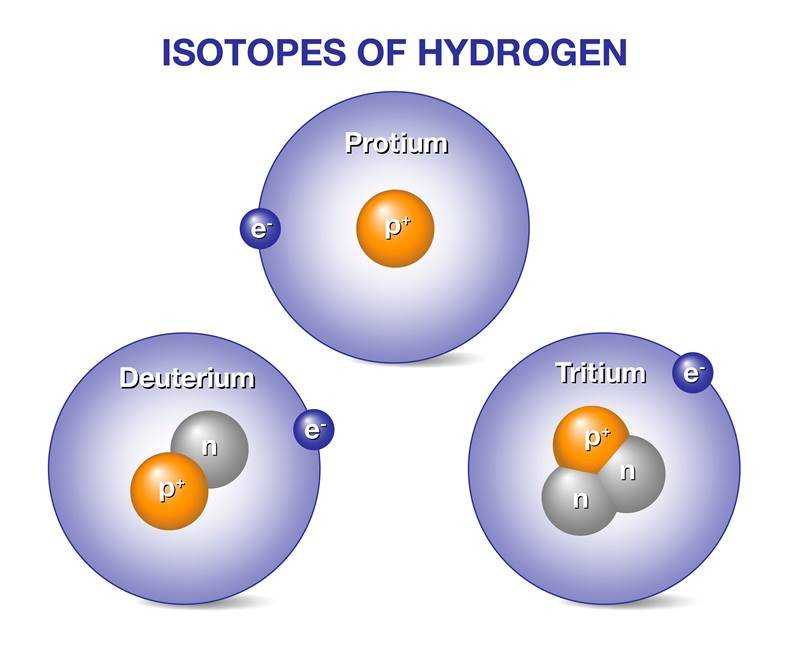 ISOTOPES OF HYDROGEN
Protium
e⁻
p⁺
Deuterium
e⁻
n
p⁺
Tritium
e⁻
p⁺
n
n